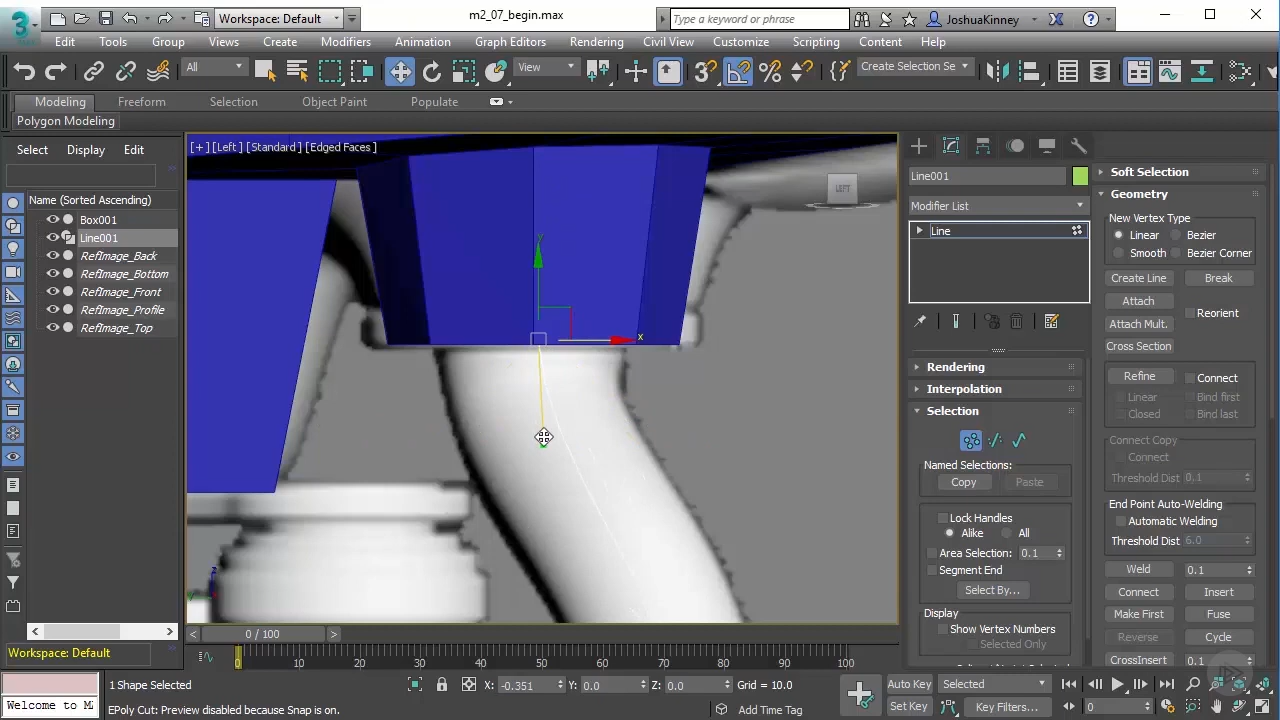 3
MAX
Workspace: Default
m2_07_begin.max
Type a keyword or phrase
JoshuaKinney
Edit Tools Group Views Create Modifiers Animation Graph Editors Rendering Civil View Customize Scripting Content Help
All
View
3
Create Selection Se
Modeling Freeform Selection Object Paint Populate
Polygon Modeling
Select Display Edit
Name (Sorted Ascending)
Box001
Line001
RefImage_Back
RefImage_Bottom
RefImage_Front
RefImage_Profile
RefImage_Top
Workspace: Default
[+] [Left] [Standard] [Edged Faces]
LEFT
y
x
z
0 / 100
0 10 20 30 40 50 60 70 80 90 100
Line001
Modifier List
Line
Rendering
Interpolation
Selection
Named Selections:
Copy Paste
Lock Handles
Alike All
Area Selection: 0.1
Segment End
Select By...
Display
Show Vertex Numbers
Selected Only
Soft Selection
Geometry
New Vertex Type
Linear Bezier
Smooth Bezier Corner
Create Line Break
Attach
Reorient
Attach Mult.
Cross Section
Refine Connect
Linear Bind first
Closed Bind last
Connect Copy
Connect
Threshold Dist 0.1
End Point Auto-Welding
Automatic Welding
Threshold Dist 6.0
Weld 0.1
Connect Insert
Make First Fuse
Reverse Cycle
CrossInsert 0.1
Welcome to M
1 Shape Selected
EPoly Cut: Preview disabled because Snap is on.
X: -0.351 Y: 0.0 Z: 0.0 Grid = 10.0
Add Time Tag
Auto Key Selected
Set Key Key Filters...
0